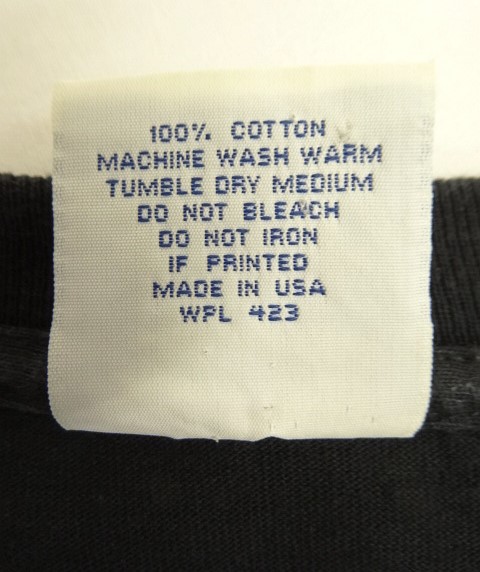 100% COTTON
MACHINE WASH WARM
TUMBLE DRY MEDIUM
DO NOT BLEACH
DO NOT IRON
IF PRINTED
MADE IN USA
WPL 423